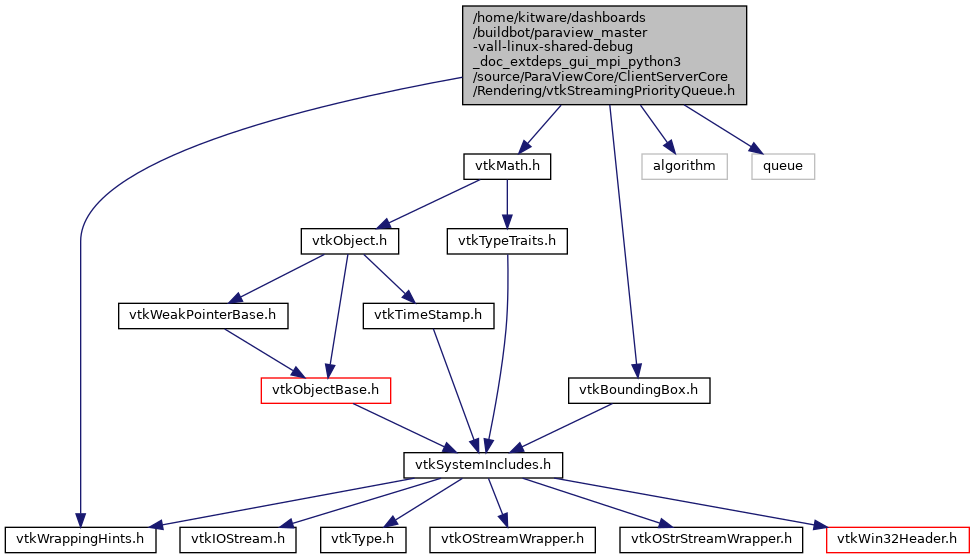 /home/kitware/dashboards
/buildbot/paraview_master
-vall-linux-shared-debug
_doc_extdeps_gui_mpi_python3
/source/ParaViewCore/ClientServerCore
/Rendering/vtkStreamingPriorityQueue.h
vtkMath.h
algorithm
queue
vtkObject.h
vtkTypeTraits.h
vtkWeakPointerBase.h
vtkTimeStamp.h
vtkObjectBase.h
vtkBoundingBox.h
vtkSystemIncludes.h
vtkWrappingHints.h
vtkIOStream.h
vtkType.h
vtkOStreamWrapper.h
vtkOStrStreamWrapper.h
vtkWin32Header.h